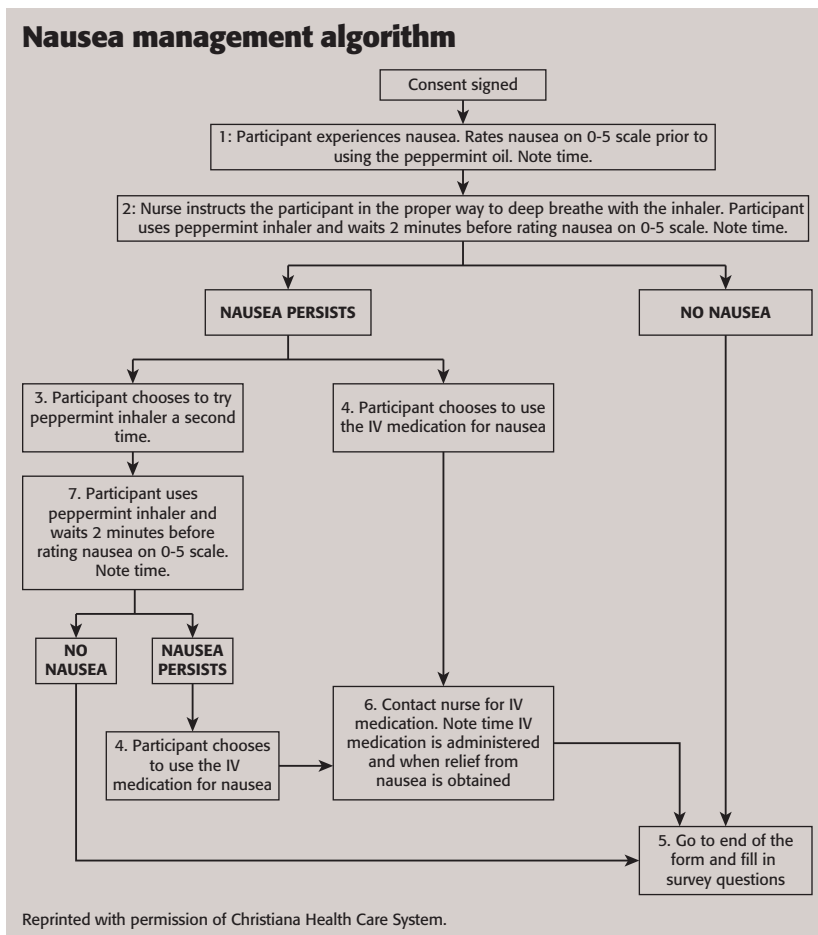 Nausea management algorithm
Consent signed
1: Participant experiences nausea. Rates nausea on 0-5 scale prior to
using the peppermint oil. Note time.
2: Nurse instructs the participant in the proper way to deep breathe with the inhaler. Participant
uses peppermint inhaler and waits 2 minutes before rating nausea on 0-5 scale. Note time.
NAUSEA PERSISTS
NO NAUSEA
3. Participant chooses to try
peppermint inhaler a second
time.
4. Participant chooses to use
the IV medication for nausea
7. Participant uses
peppermint inhaler and
waits 2 minutes before
rating nausea on 0-5 scale.
Note time.
NO
NAUSEA
NAUSEA
PERSISTS
4. Participant chooses
to use the IV
medication for nausea
6. Contact nurse for IV
medication. Note time IV
medication is administered
and when relief from
nausea is obtained
5. Go to end of the
form and fill in
survey questions
Reprinted with permission of Christiana Health Care System.